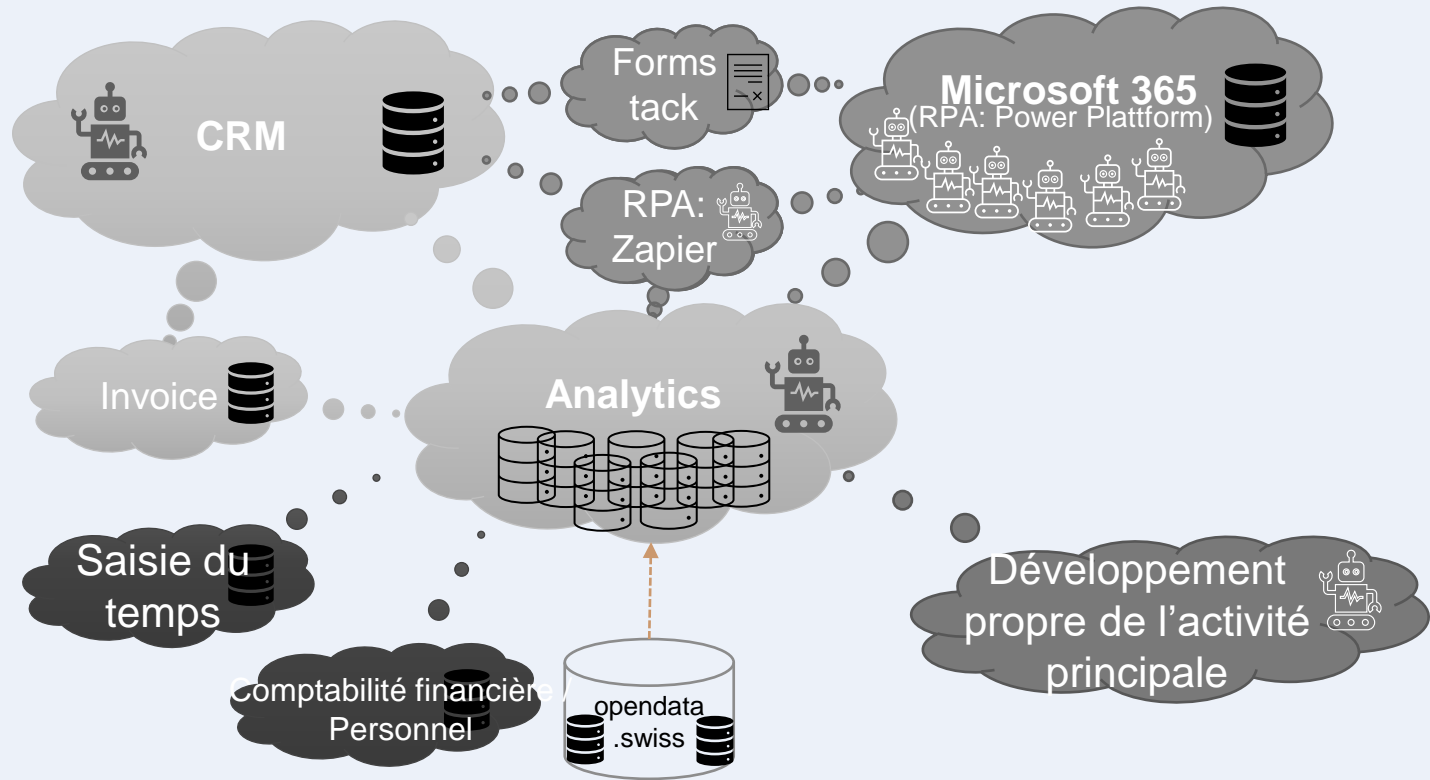 CRM
Forms
tack
Microsoft 365
(RPA: Power Plattform)
RPA:
Zapier
Invoice
Analytics
Saisie du
temps
Comptabilité financière /
Personnel
opendata
.swiss
Développement
propre de l’activité
principale